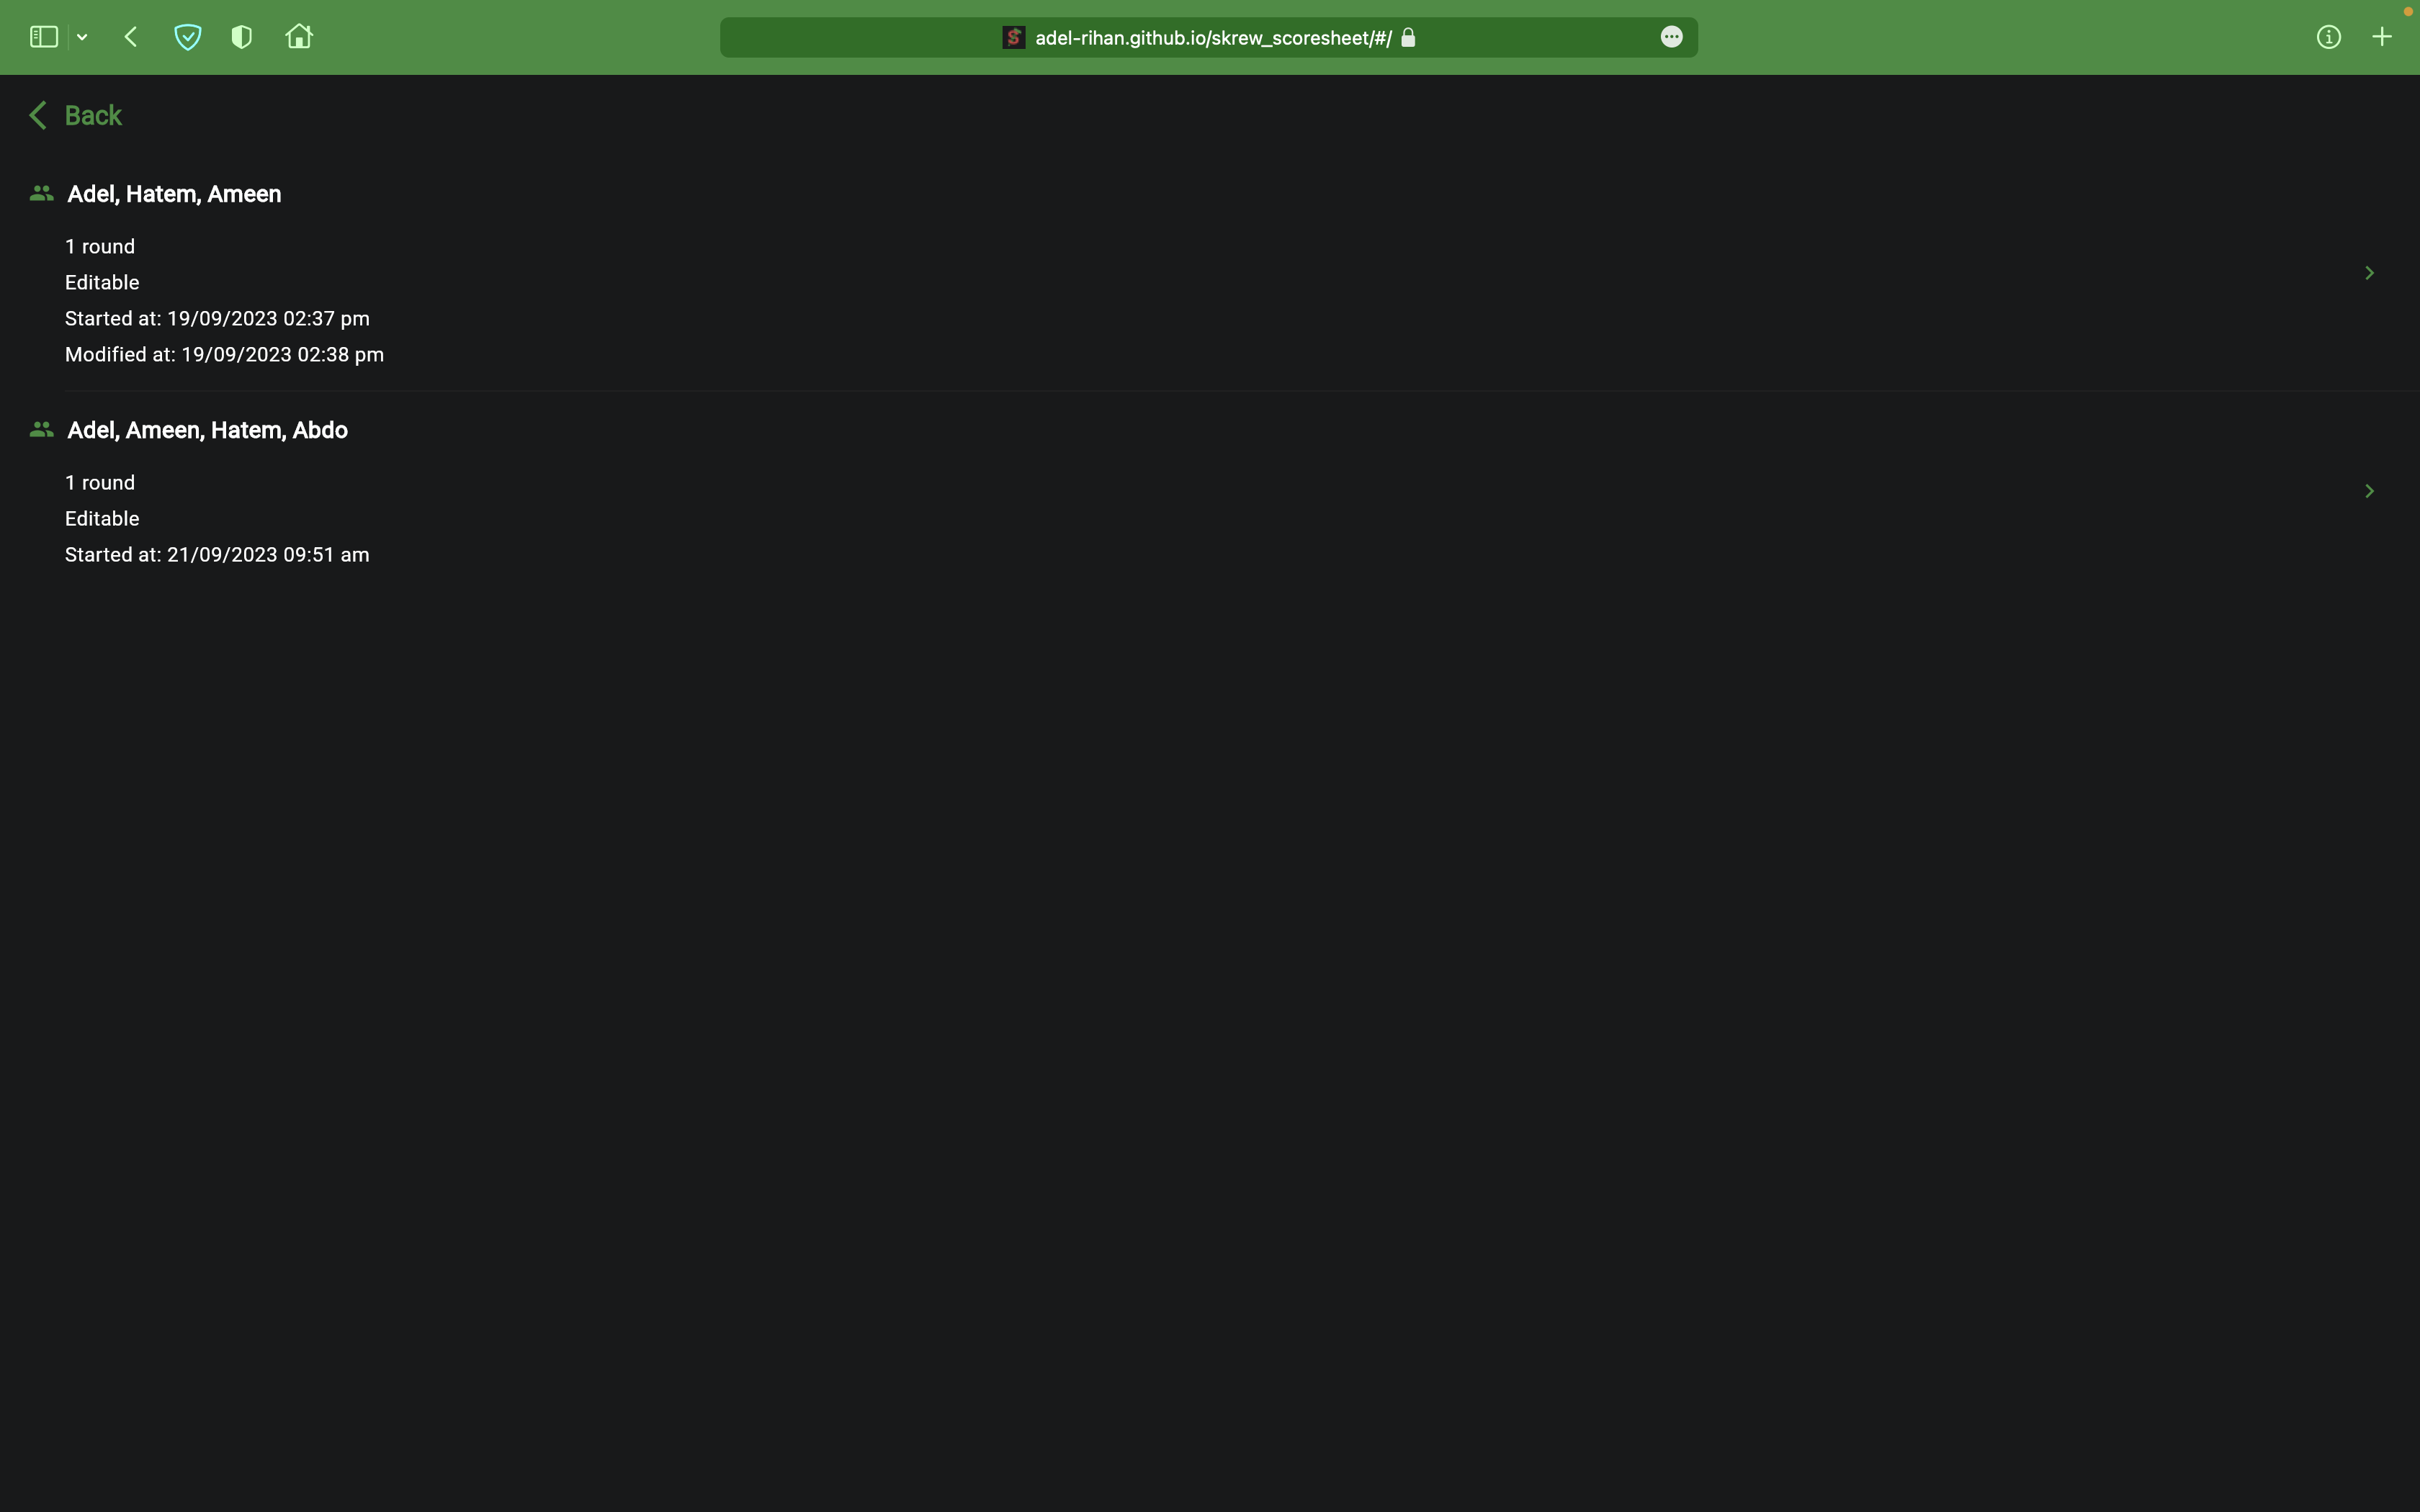 adel-rihan.github.io/skrew_scoresheet/#/
Back
Adel, Hatem, Ameen
1 round
Editable
Started at: 19/09/2023 02:37 pm
Modified at: 19/09/2023 02:38 pm
Adel, Ameen, Hatem, Abdo
1 round
Editable
Started at: 21/09/2023 09:51 am